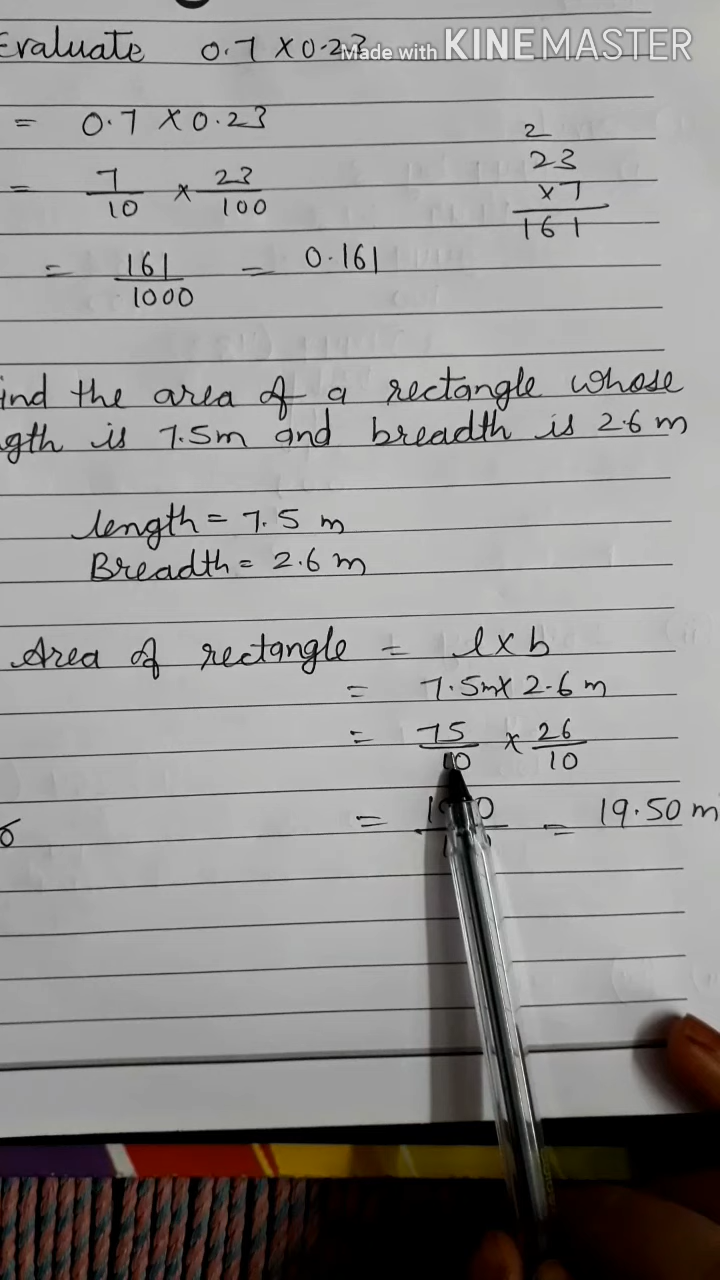 Evaluate 0.7 × 0.23
Made with KINEMASTER
= 0.7 × 0.23
2
23
×7
161
= 7/10 × 23/100
= 161/1000 = 0.161
ind the area of a rectangle whose
gth is 7.5m and breadth is 2.6 m
length = 7.5 m
Breadth = 2.6 m
Area of rectangle = l × b
= 7.5m × 2.6 m
= 75/10 × 26/10
= = 19.50 m